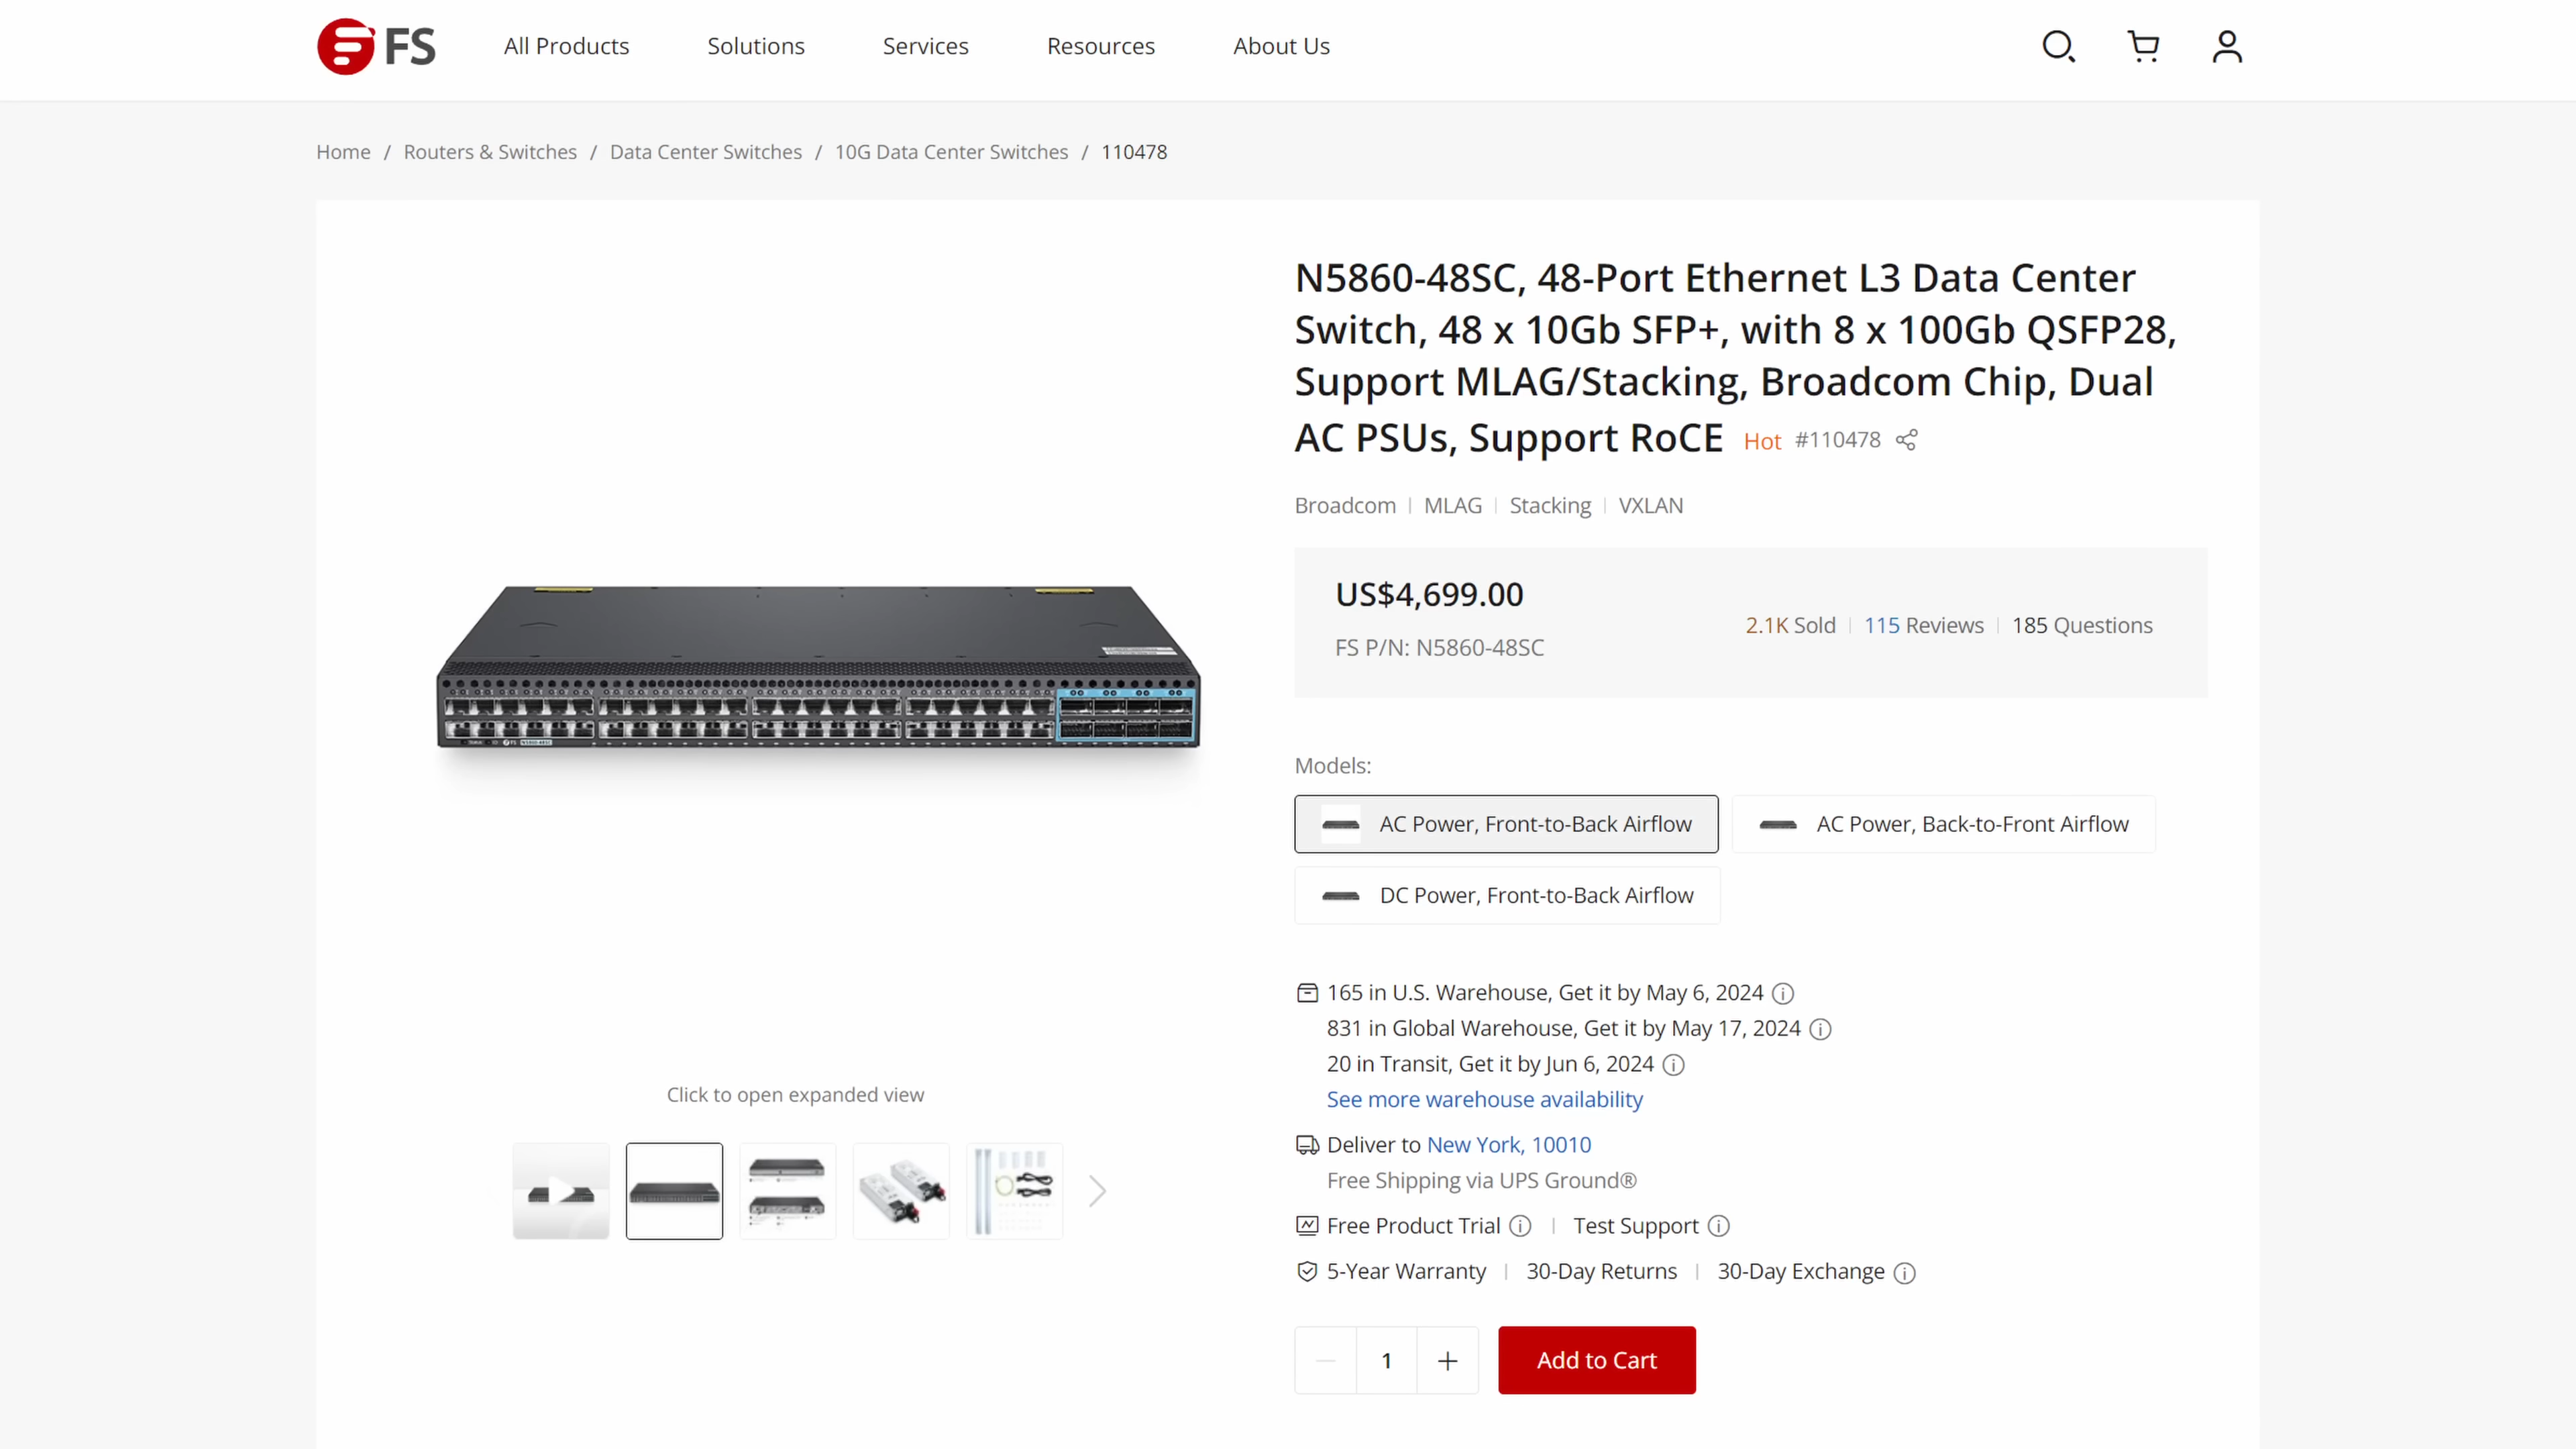 FS
All Products
Solutions
Services
Resources
About Us
Home / Routers & Switches / Data Center Switches / 10G Data Center Switches / 110478
N5860-48SC, 48-Port Ethernet L3 Data Center
Switch, 48 x 10Gb SFP+, with 8 x 100Gb QSFP28,
Support MLAG/Stacking, Broadcom Chip, Dual
AC PSUs, Support RoCE Hot #110478
Broadcom | MLAG | Stacking | VXLAN
US$4,699.00
FS P/N: N5860-48SC
2.1K Sold | 115 Reviews | 185 Questions
Models:
AC Power, Front-to-Back Airflow
AC Power, Back-to-Front Airflow
DC Power, Front-to-Back Airflow
165 in U.S. Warehouse, Get it by May 6, 2024
831 in Global Warehouse, Get it by May 17, 2024
20 in Transit, Get it by Jun 6, 2024
See more warehouse availability
Deliver to New York, 10010
Free Shipping via UPS Ground®
Free Product Trial | Test Support
5-Year Warranty | 30-Day Returns | 30-Day Exchange
1
Add to Cart
Click to open expanded view